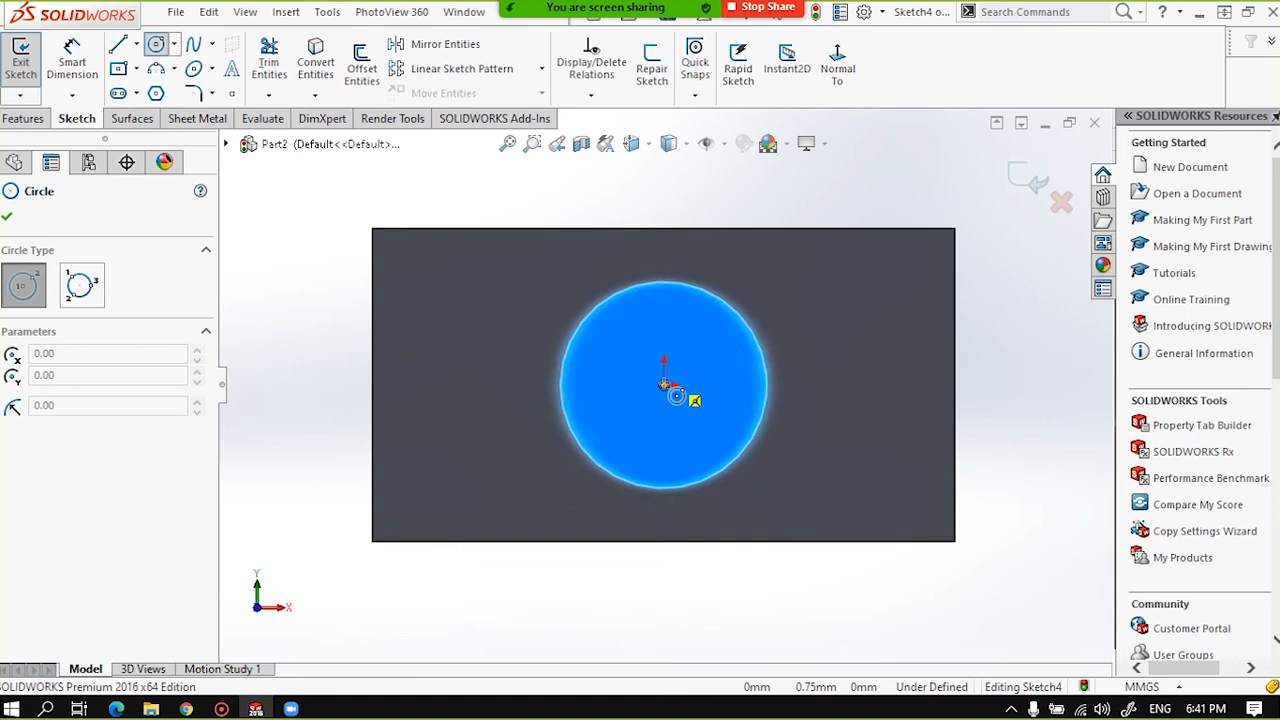 SOLIDWORKS
File Edit View Insert Tools PhotoView 360 Window
You are screen sharing
Stop Share
Sketch4 o...
Search Commands
Exit Sketch
Smart Dimension
Trim Entities
Convert Entities
Offset Entities
Mirror Entities
Linear Sketch Pattern
Move Entities
Display/Delete Relations
Repair Sketch
Quick Snaps
Rapid Sketch
Instant2D
Normal To
Features Sketch Surfaces Sheet Metal Evaluate DimXpert Render Tools SOLIDWORKS Add-Ins
Part2 (Default<<Default>...
Circle
Circle Type
Parameters
0.00
0.00
0.00
Y
X
SOLIDWORKS Resources
Getting Started
New Document
Open a Document
Making My First Part
Making My First Drawing
Tutorials
Online Training
Introducing SOLIDWORK
General Information
SOLIDWORKS Tools
Property Tab Builder
SOLIDWORKS Rx
Performance Benchmark
Compare My Score
Copy Settings Wizard
My Products
Community
Customer Portal
User Groups
Model 3D Views Motion Study 1
SOLIDWORKS Premium 2016 x64 Edition
0mm 0.75mm 0mm Under Defined Editing Sketch4 MMGS
ENG 6:41 PM